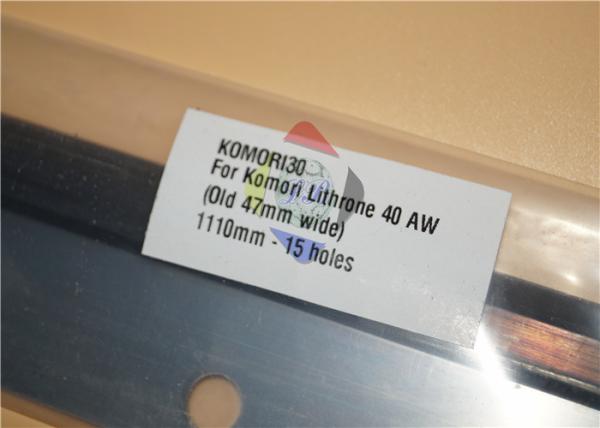 KOMORI30
For Komori Lithrone 40 AW
(Old 47mm wide)
1110mm - 15 holes